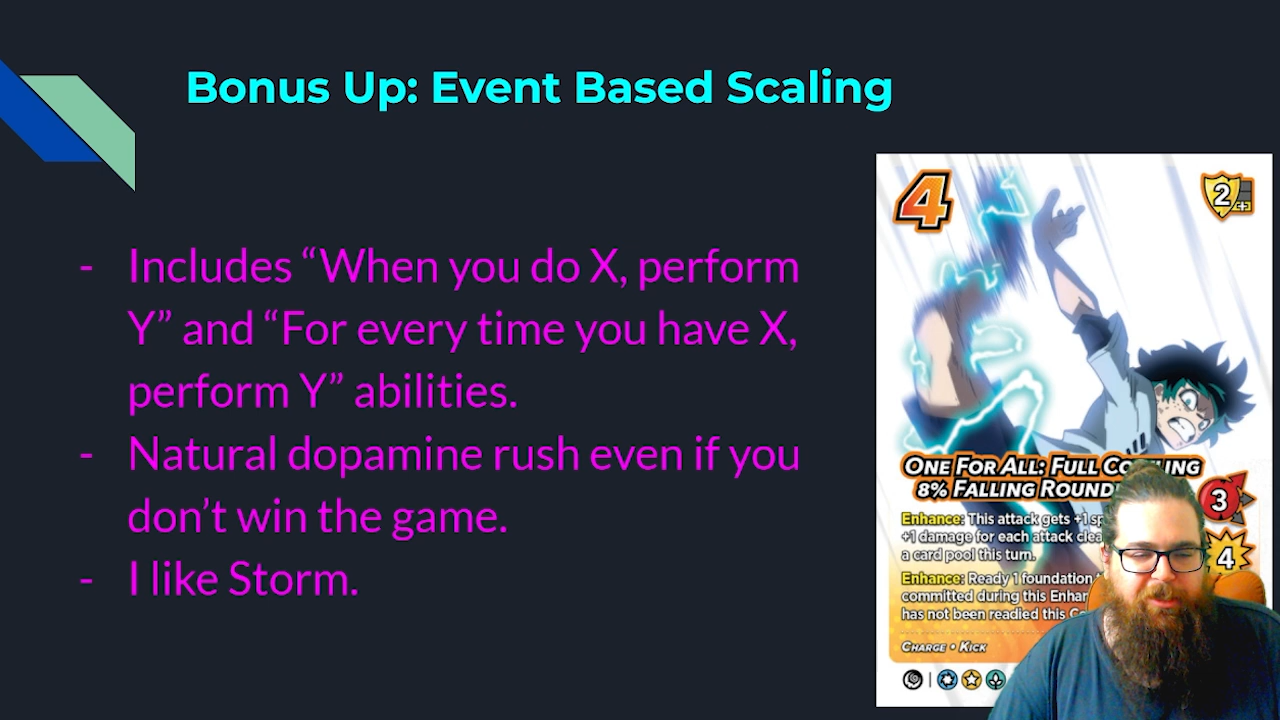 Bonus Up: Event Based Scaling
- Includes “When you do X, perform
Y” and “For every time you have X,
perform Y” abilities.
- Natural dopamine rush even if you
don’t win the game.
- I like Storm.
4
2
+
ONE FOR ALL: FULL
8% FALLING
3
Enhance: This attack gets +1
+1 damage for each attack
a card pool this turn.
4
Enhance: Ready 1 foundation
committed during this
has not been readied this
CHARGE • KICK